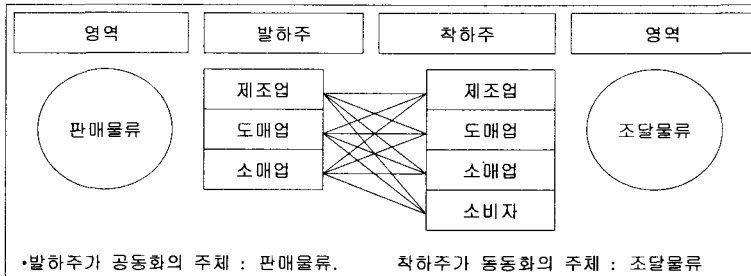 영역 발하주 착하주 영역
제조업 제조업
판매물류 도매업 도매업 조달물류
소매업 소매업
소비자
•발하주가 공동화의 주체 : 판매물류. 착하주가 동동화의 주체 : 조달물류